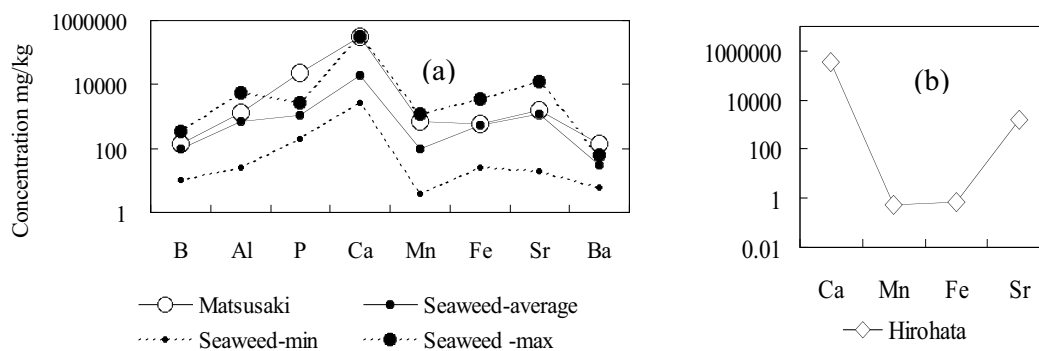 Concentration mg/kg
1000000
10000
100
1
(a)
B Al P Ca Mn Fe Sr Ba
Matsusaki Seaweed-average
Seaweed-min Seaweed -max
1000000
10000
100
1
0.01
(b)
Ca Mn Fe Sr
Hirohata